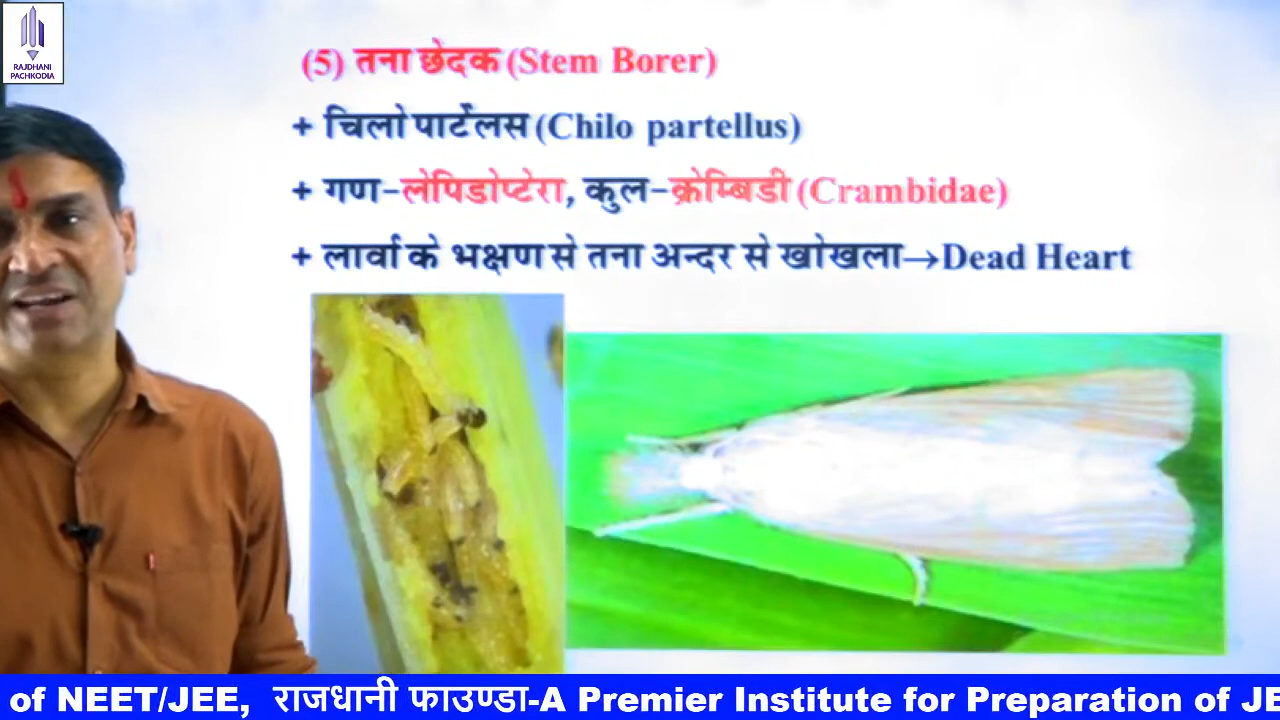 RAJDHANI
PACHKODIA
(5) तना छेदक (Stem Borer)
+ चिलो पार्टेलस (Chilo partellus)
+ गण-लेपिडोप्टेरा, कुल-क्रेम्बिडी (Crambidae)
+ लार्वा के भक्षण से तना अन्दर से खोखला→Dead Heart
of NEET/JEE, राजधानी फाउण्डा-A Premier Institute for Preparation of JE